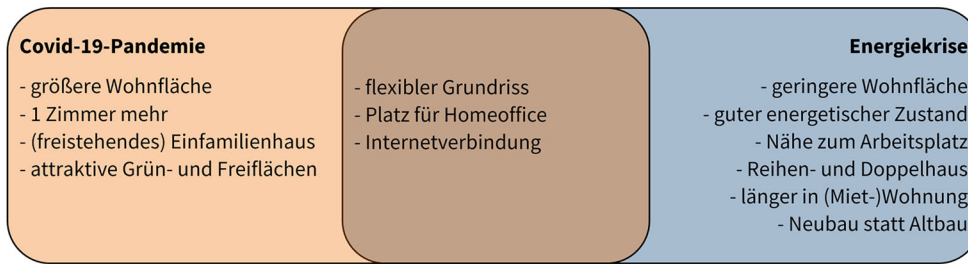 Covid-19-Pandemie
- größere Wohnfläche
- 1 Zimmer mehr
- (freistehendes) Einfamilienhaus
- attraktive Grün- und Freiflächen
- flexibler Grundriss
- Platz für Homeoffice
- Internetverbindung
Energiekrise
- geringere Wohnfläche
- guter energetischer Zustand
- Nähe zum Arbeitsplatz
- Reihen- und Doppelhaus
- länger in (Miet-)Wohnung
- Neubau statt Altbau